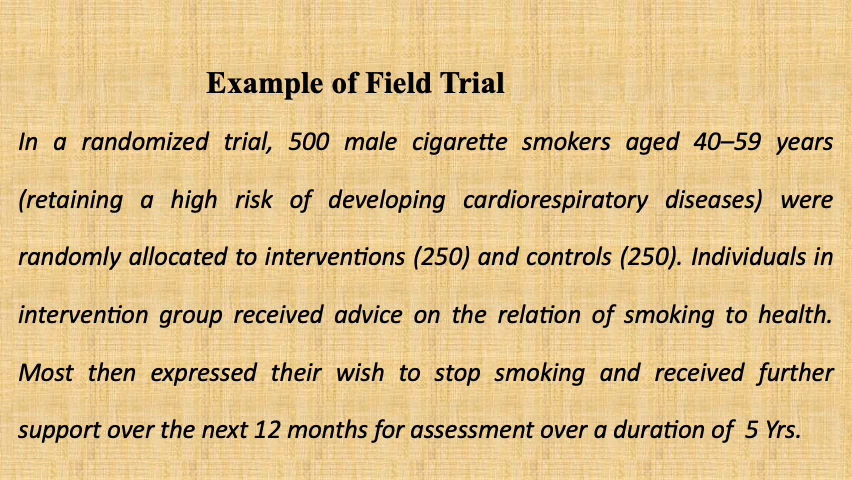 Example of Field Trial
In a randomized trial, 500 male cigarette smokers aged 40–59 years
(retaining a high risk of developing cardiorespiratory diseases) were
randomly allocated to interventions (250) and controls (250). Individuals in
intervention group received advice on the relation of smoking to health.
Most then expressed their wish to stop smoking and received further
support over the next 12 months for assessment over a duration of 5 Yrs.